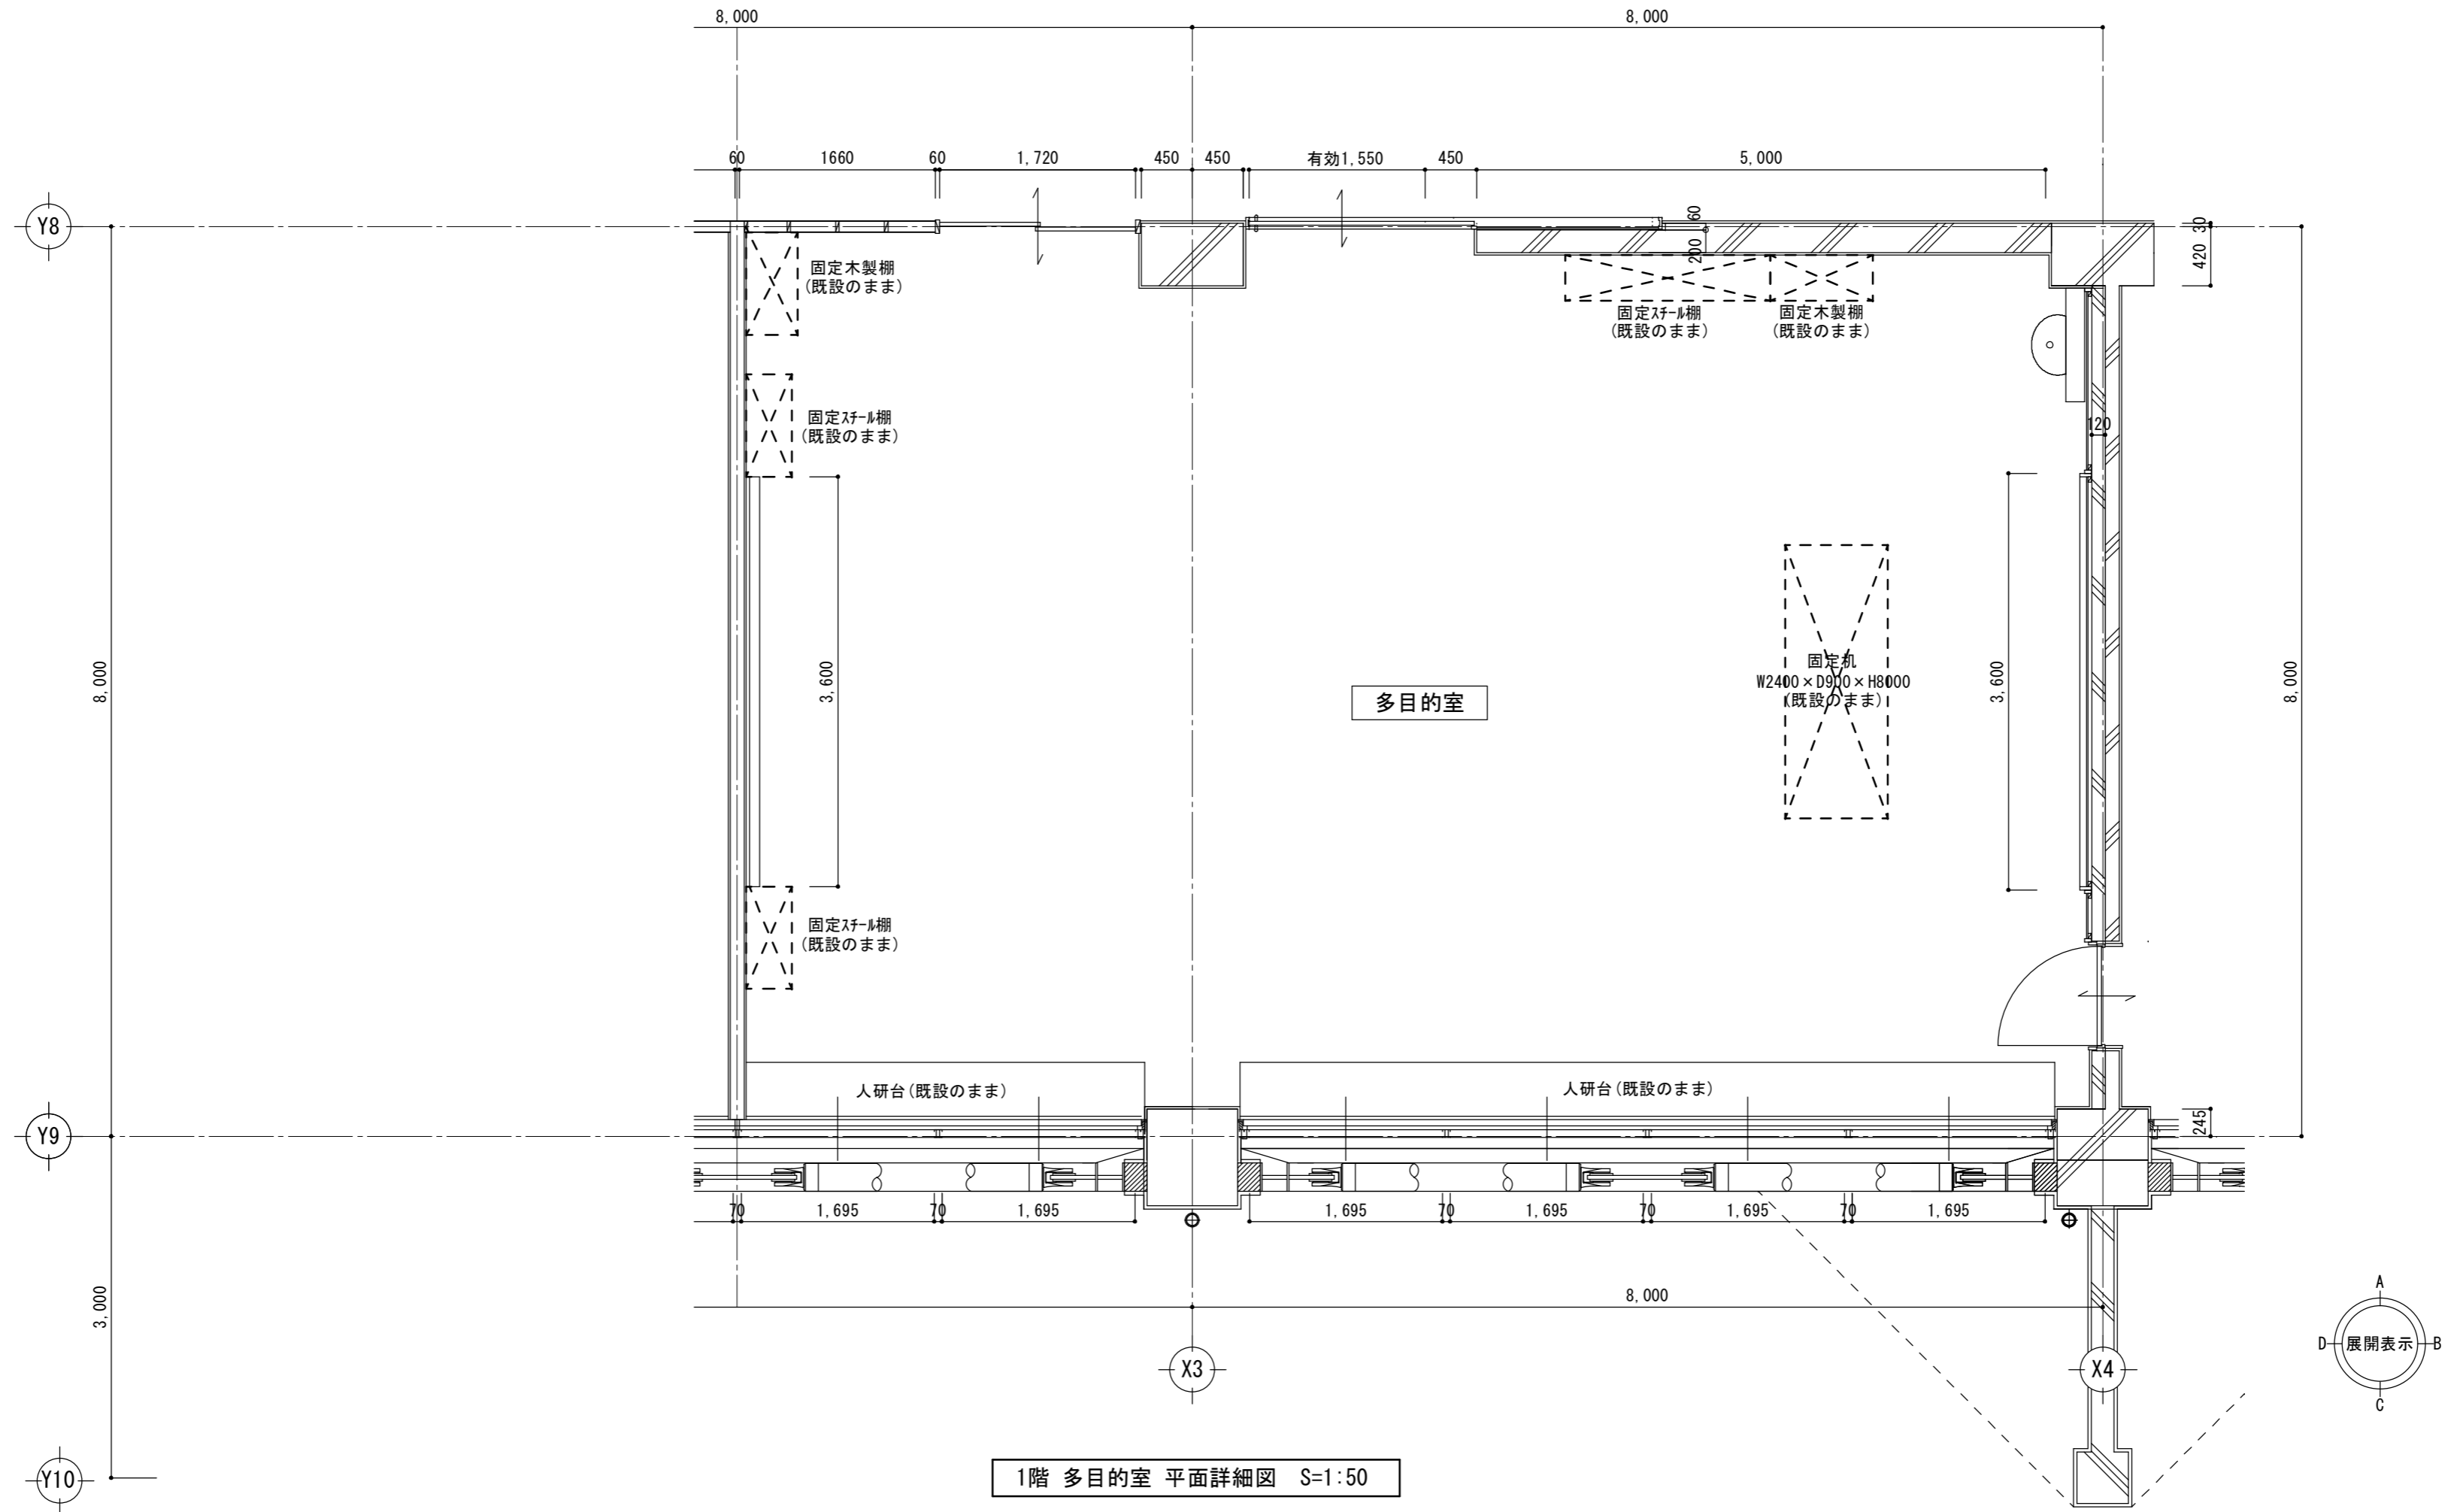 8,000
8,000
60
1660
60
1,720
450
450
有効1,550
450
5,000
Y8
60
200
30
420
固定木製棚
(既設のまま)
固定ｽﾁｰﾙ棚
(既設のまま)
固定木製棚
(既設のまま)
固定ｽﾁｰﾙ棚
(既設のまま)
120
8,000
3,600
多目的室
固定机
W2400×D900×H8000
(既設のまま)
3,600
8,000
固定ｽﾁｰﾙ棚
(既設のまま)
人研台(既設のまま)
人研台(既設のまま)
Y9
245
70
1,695
70
1,695
1,695
70
1,695
70
1,695
70
1,695
3,000
8,000
A
D
展開表示
B
C
X3
X4
Y10
1階 多目的室 平面詳細図 S=1:50